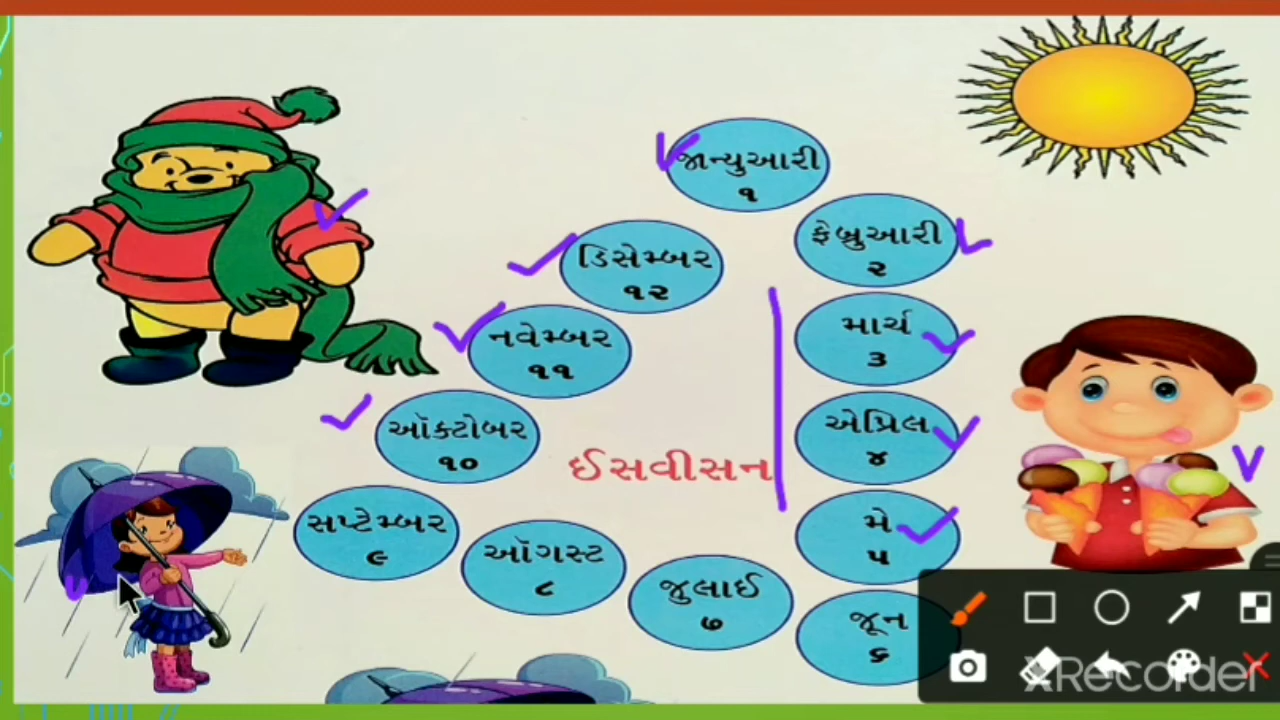 જાન્યુઆરી
૧
ફેબ્રુઆરી
૨
માર્ચ
૩
એપ્રિલ
૪
મે
૫
જૂન
૬
જુલાઈ
૭
ઑગસ્ટ
૮
સપ્ટેમ્બર
૯
ઑક્ટોબર
૧૦
નવેમ્બર
૧૧
ડિસેમ્બર
૧૨
ઈસવીસન
XRecorder